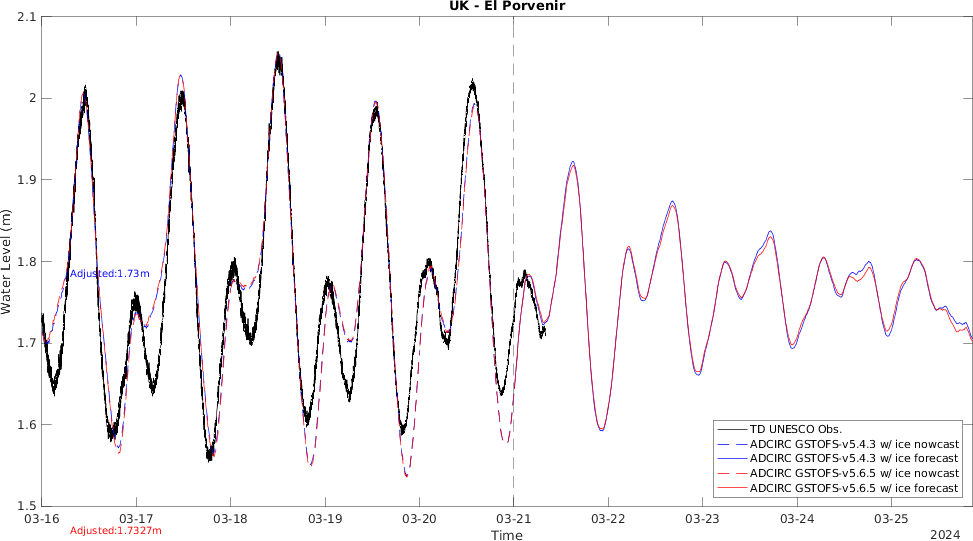 UK - El Porvenir
2.1
2
1.9
1.8
1.7
1.6
1.5
Water Level (m)
Adjusted:1.73m
TD UNESCO Obs.
ADCIRC GSTOFS-v5.4.3 w/ ice nowcast
ADCIRC GSTOFS-v5.4.3 w/ ice forecast
ADCIRC GSTOFS-v5.6.5 w/ ice nowcast
ADCIRC GSTOFS-v5.6.5 w/ ice forecast
03-16 03-17 03-18 03-19 03-20 03-21 03-22 03-23 03-24 03-25
Adjusted:1.7327m
Time
2024